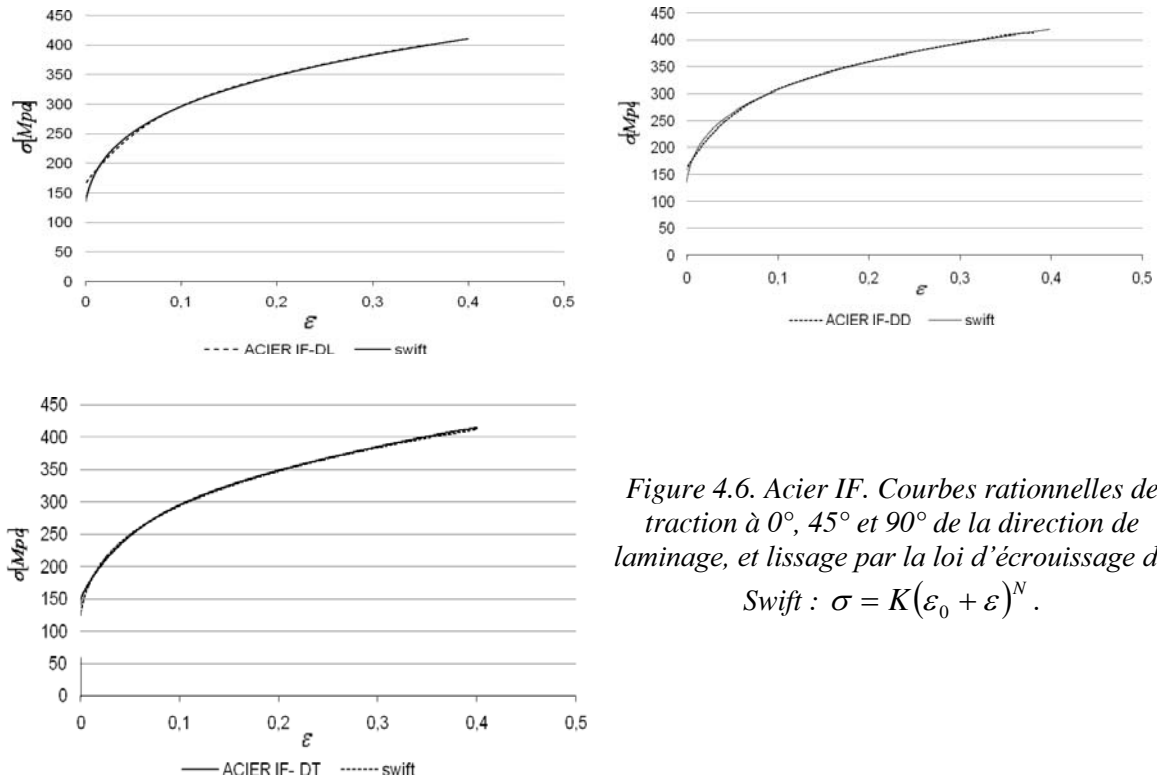 450
400
350
300
250
200
150
100
50
0
σ[Mpa]
0 0,1 0,2 0,3 0,4 0,5
ε
ACIER IF-DL swift
450
400
350
300
250
200
150
100
50
0
σ[Mpa]
0 0,1 0,2 0,3 0,4 0,5
ε
ACIER IF-DD swift
450
400
350
300
250
200
150
100
50
0
σ[Mpa]
0 0,1 0,2 0,3 0,4 0,5
ε
ACIER IF- DT swift
Figure 4.6. Acier IF. Courbes rationnelles de
traction à 0°, 45° et 90° de la direction de
laminage, et lissage par la loi d’écrouissage d
Swift : σ = K(ε₀ + ε)ᴺ .